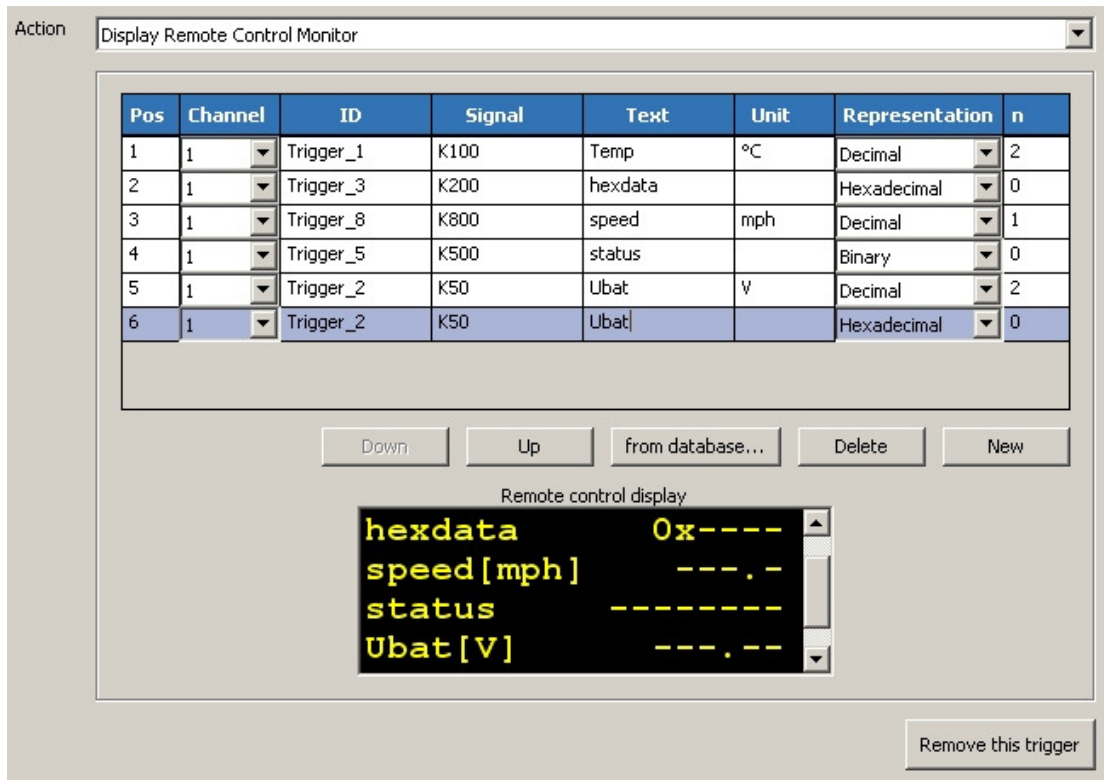 Action Display Remote Control Monitor
Pos Channel ID Signal Text Unit Representation n
1 1 Trigger_1 K100 Temp °C Decimal 2
2 1 Trigger_3 K200 hexdata Hexadecimal 0
3 1 Trigger_8 K800 speed mph Decimal 1
4 1 Trigger_5 K500 status Binary 0
5 1 Trigger_2 K50 Ubat V Decimal 2
6 1 Trigger_2 K50 Ubat Hexadecimal 0
Down Up from database... Delete New
Remote control display
hexdata 0x----
speed[mph] ---.-
status --------
Ubat[V] ---.--
Remove this trigger